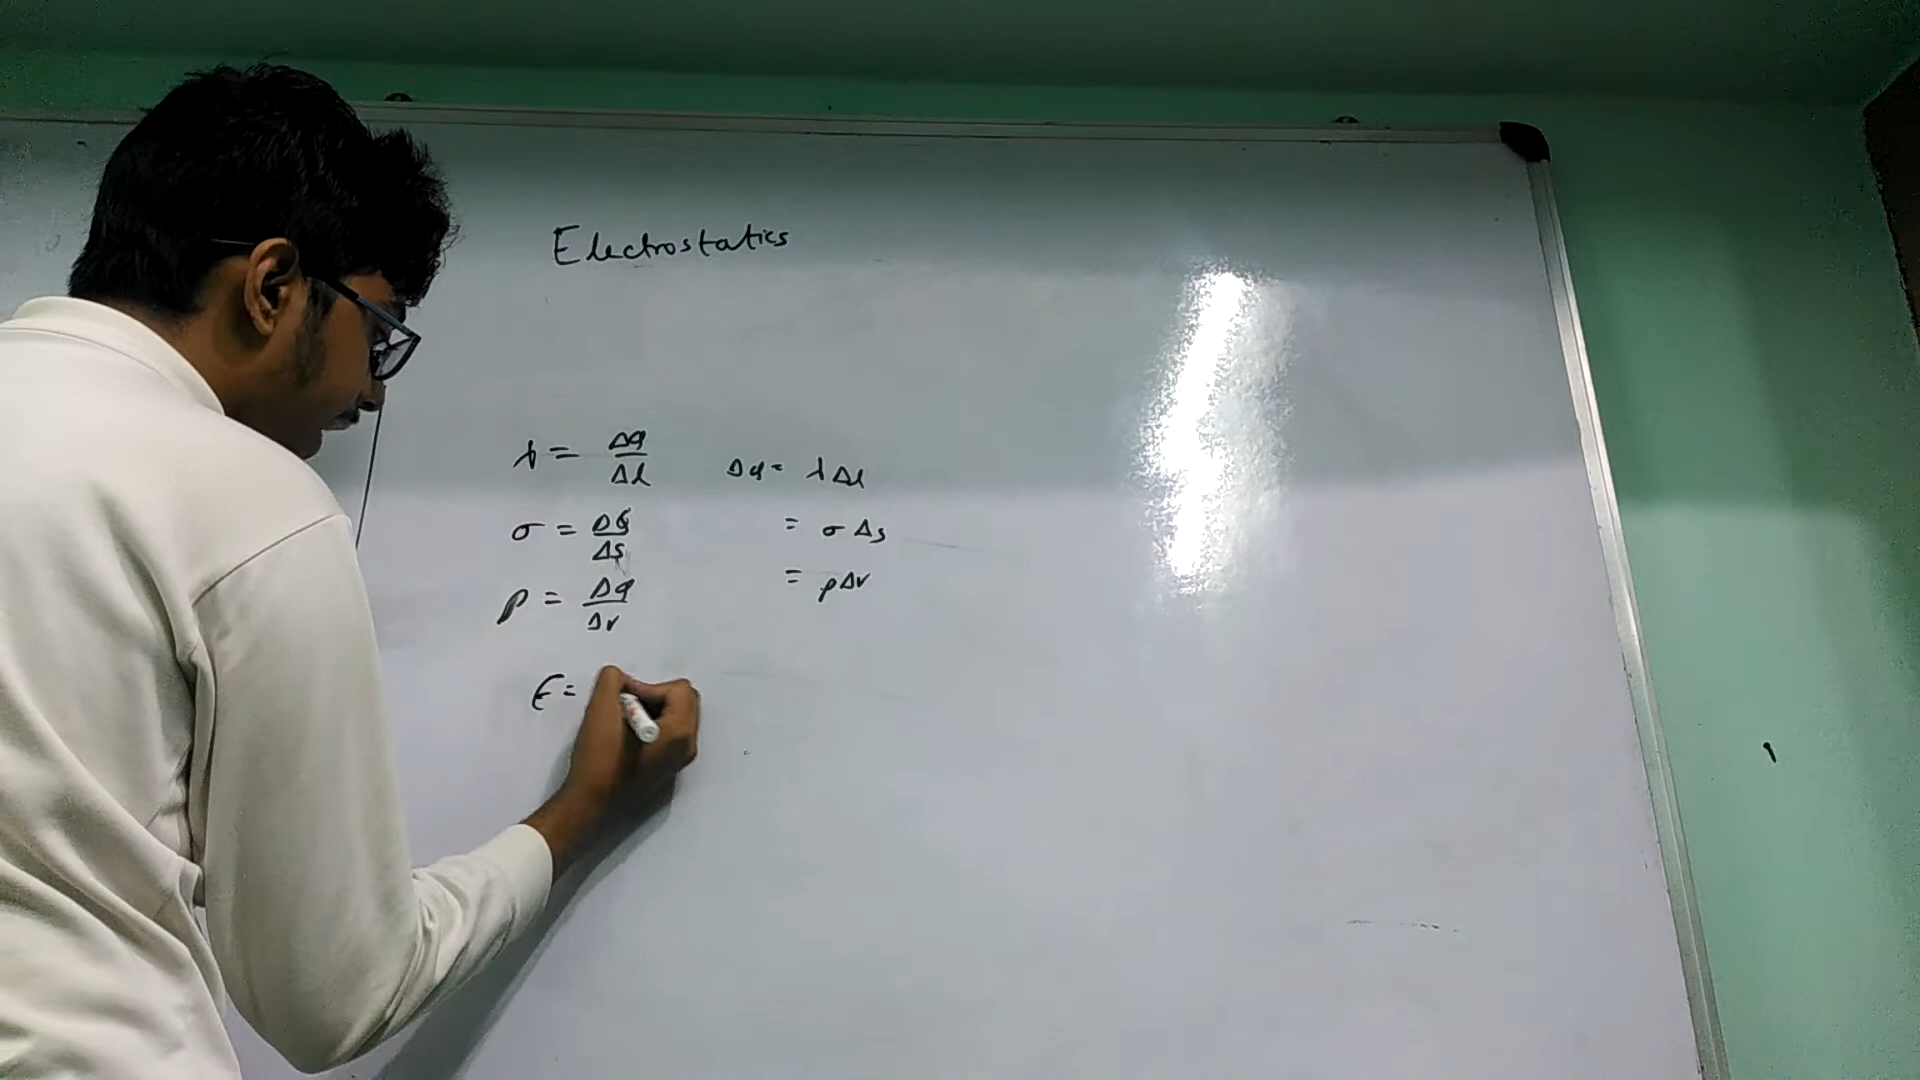 Electrostatics
λ = Δq/Δl Δq = λΔl
σ = ΔQ/Δs = σΔs
ρ = Δq/Δv = ρΔv
E =